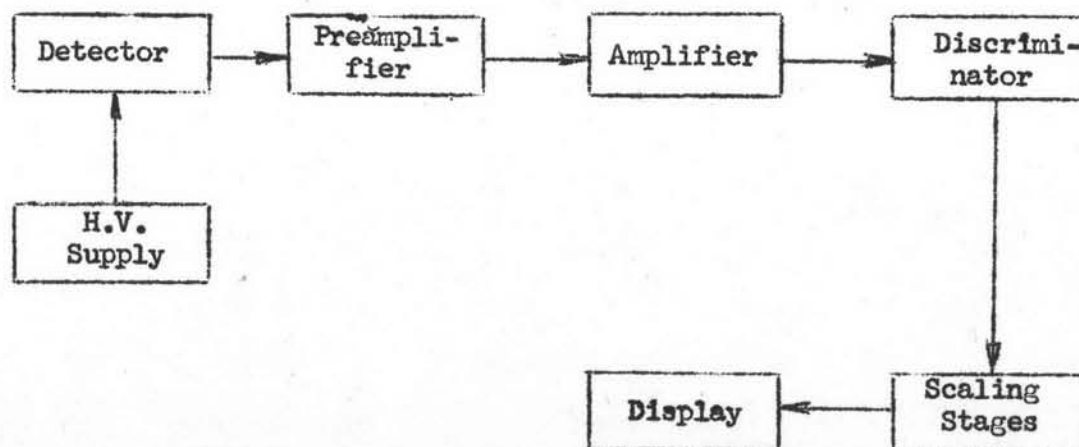 Detector
Preampli-
fier
Amplifier
Discrimi-
nator
H.V.
Supply
Scaling
Stages
Display